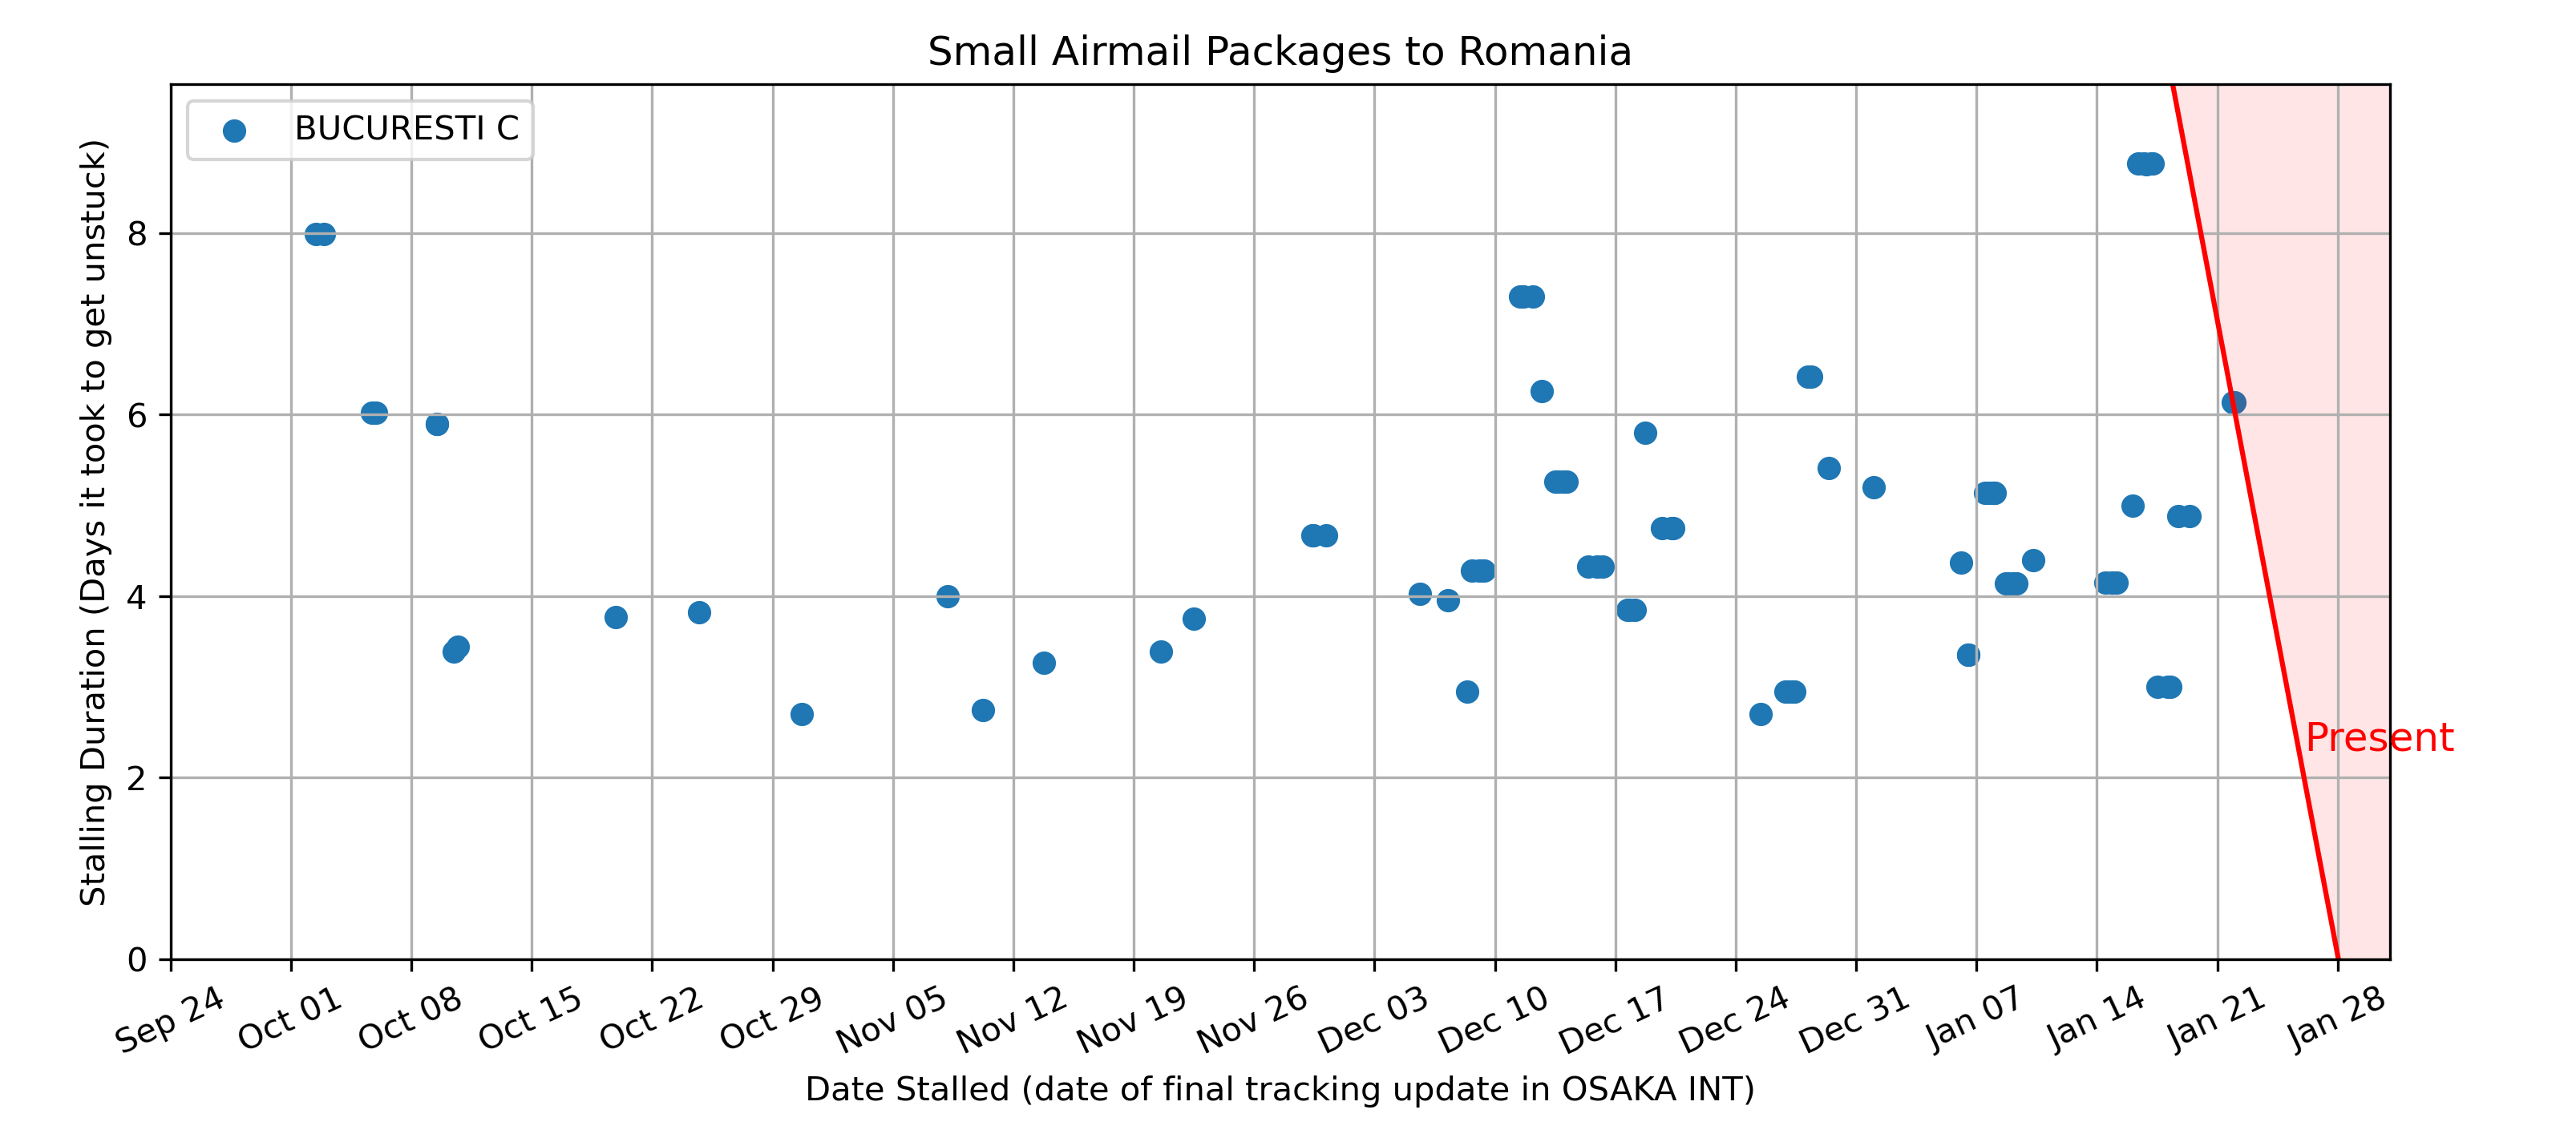 Small Airmail Packages to Romania
BUCURESTI C
Stalling Duration (Days it took to get unstuck)
8
6
4
2
0
Present
Sep 24
Oct 01
Oct 08
Oct 15
Oct 22
Oct 29
Nov 05
Nov 12
Nov 19
Nov 26
Dec 03
Dec 10
Dec 17
Dec 24
Dec 31
Jan 07
Jan 14
Jan 21
Jan 28
Date Stalled (date of final tracking update in OSAKA INT)